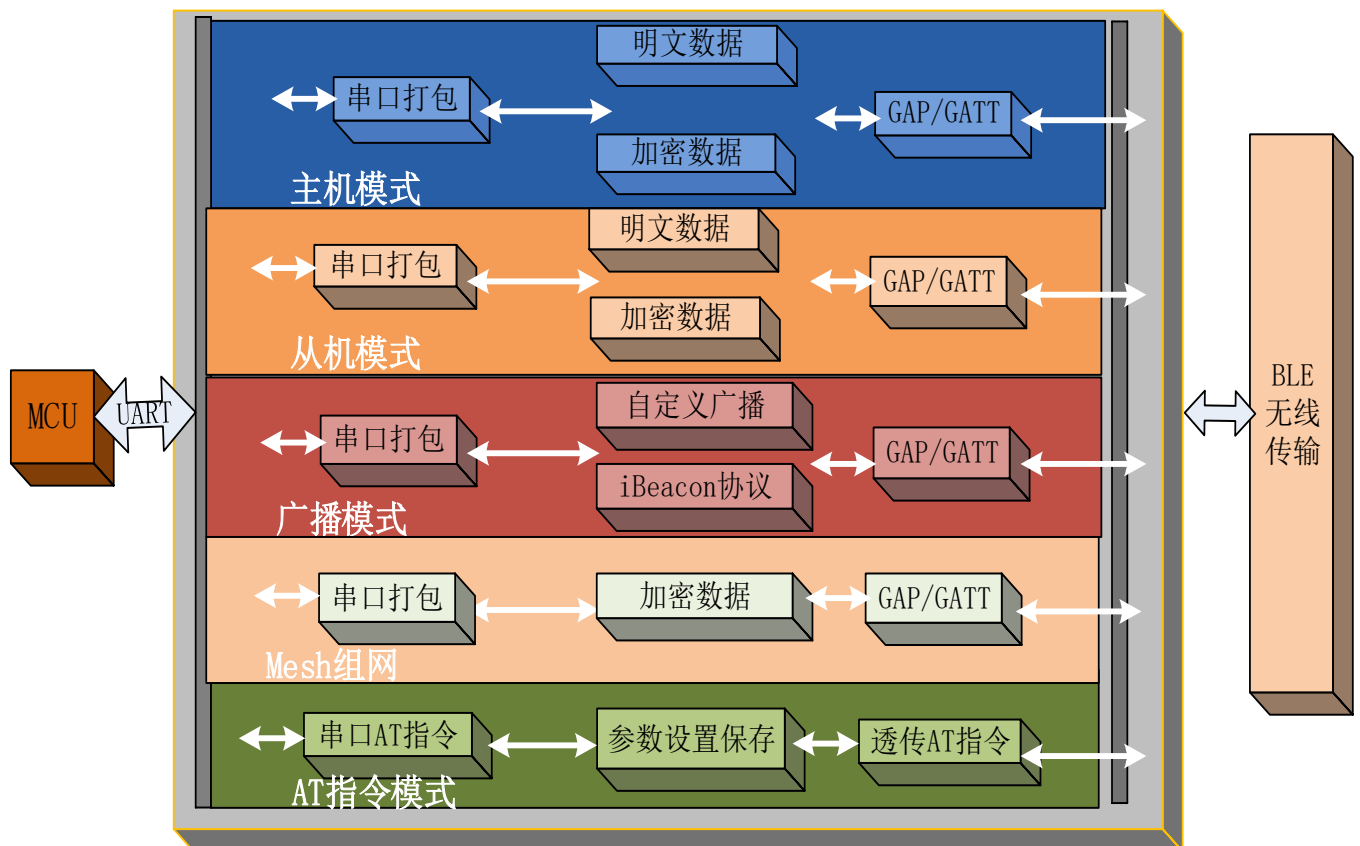 明文数据
串口打包
GAP/GATT
加密数据
主机模式
明文数据
串口打包
GAP/GATT
加密数据
从机模式
MCU
UART
自定义广播
串口打包
GAP/GATT
iBeacon协议
广播模式
BLE
无线
传输
串口打包
加密数据
GAP/GATT
Mesh组网
串口AT指令
参数设置保存
透传AT指令
AT指令模式